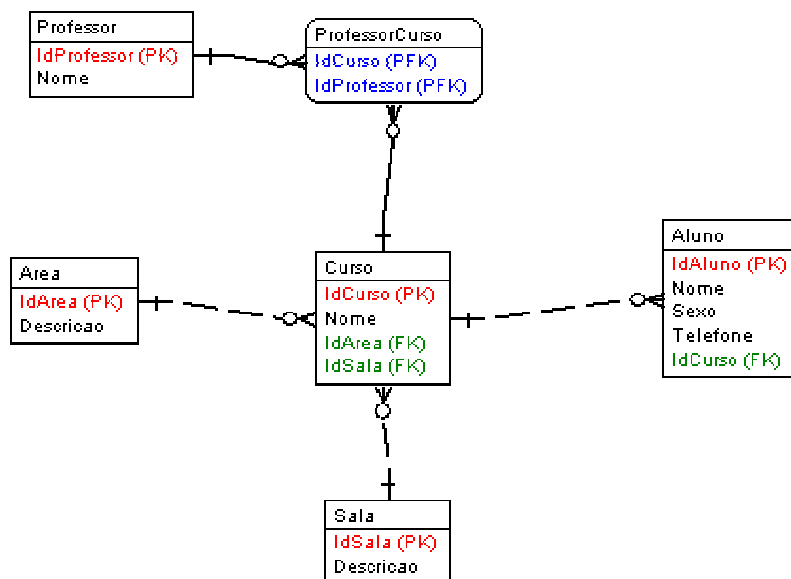 Professor
IdProfessor (PK)
Nome
ProfessorCurso
IdCurso (PFK)
IdProfessor (PFK)
Area
IdArea (PK)
Descricao
Curso
IdCurso (PK)
Nome
IdArea (FK)
IdSala (FK)
Aluno
IdAluno (PK)
Nome
Sexo
Telefone
IdCurso (FK)
Sala
IdSala (PK)
Descricao